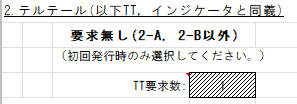 2. テルテール(以下TT, インジケータと同義)
要求無し(2-A, 2-B以外)
(初回発行時のみ選択してください。)
TT要求数: